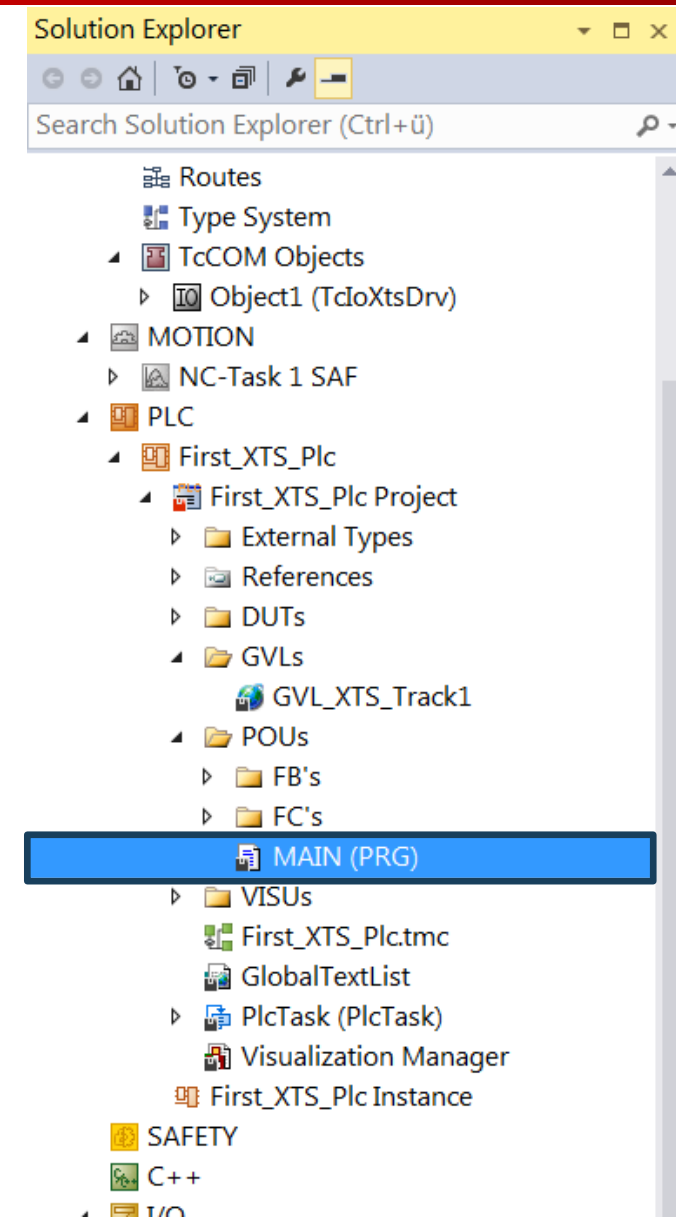 Solution Explorer
Search Solution Explorer (Ctrl+ü)
Routes
Type System
TcCOM Objects
IO Object1 (TcIoXtsDrv)
MOTION
NC-Task 1 SAF
PLC
First_XTS_Plc
First_XTS_Plc Project
External Types
References
DUTs
GVLs
GVL_XTS_Track1
POUs
FB's
FC's
MAIN (PRG)
VISUs
First_XTS_Plc.tmc
GlobalTextList
PlcTask (PlcTask)
Visualization Manager
First_XTS_Plc Instance
SAFETY
C++
I/O